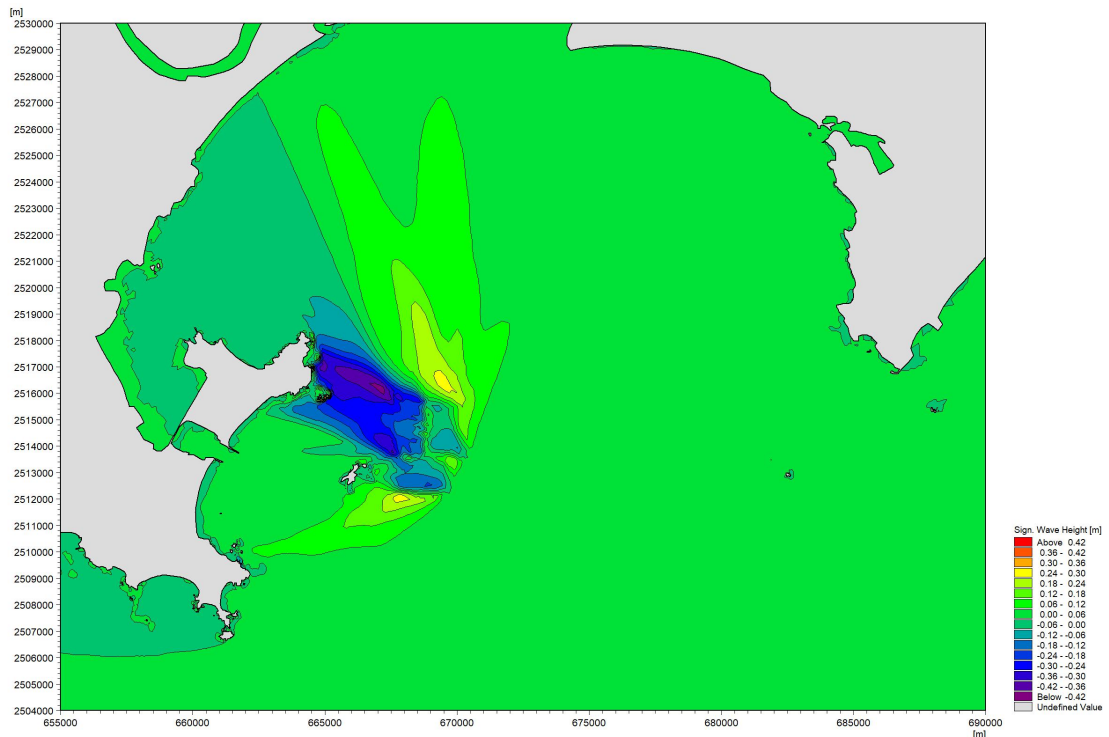 [m]
2530000
2529000
2528000
2527000
2526000
2525000
2524000
2523000
2522000
2521000
2520000
2519000
2518000
2517000
2516000
2515000
2514000
2513000
2512000
2511000
2510000
2509000
2508000
2507000
2506000
2505000
2504000
655000 660000 665000 670000 675000 680000 685000 690000
[m]
Sign. Wave Height [m]
Above 0.42
0.36 - 0.42
0.30 - 0.36
0.24 - 0.30
0.18 - 0.24
0.12 - 0.18
0.06 - 0.12
0.00 - 0.06
-0.06 - 0.00
-0.12 - -0.06
-0.18 - -0.12
-0.24 - -0.18
-0.30 - -0.24
-0.36 - -0.30
-0.42 - -0.36
Below -0.42
Undefined Value